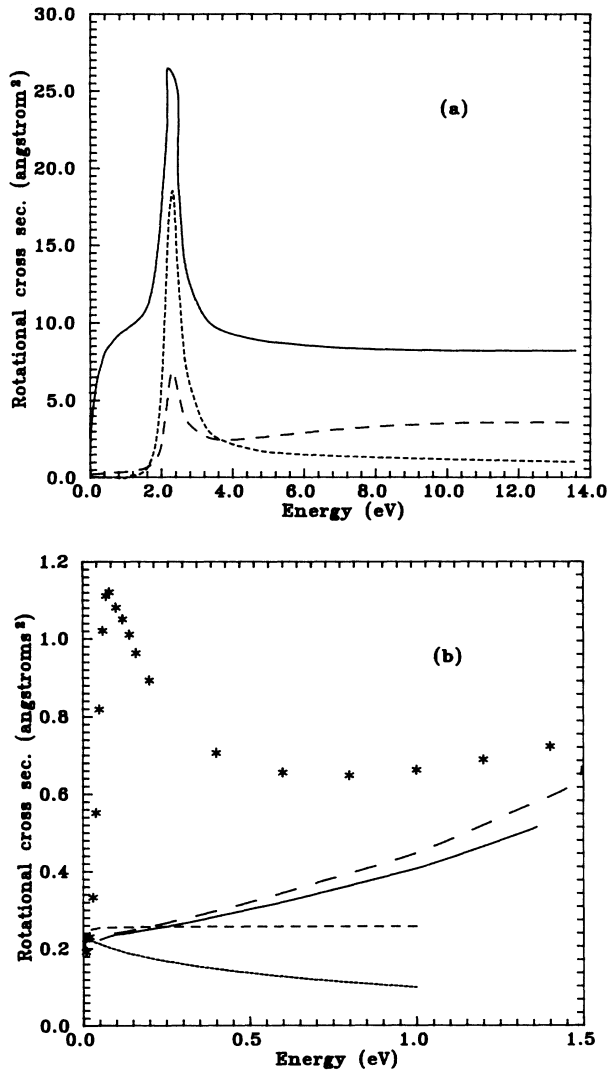 30.0
25.0
20.0
15.0
10.0
5.0
0.0
Rotational cross sec. (angstrom²)
(a)
0.0 2.0 4.0 6.0 8.0 10.0 12.0 14.0
Energy (eV)
1.2
1.0
0.8
0.6
0.4
0.2
0.0
Rotational cross sec. (angstroms²)
(b)
0.0 0.5 1.0 1.5
Energy (eV)